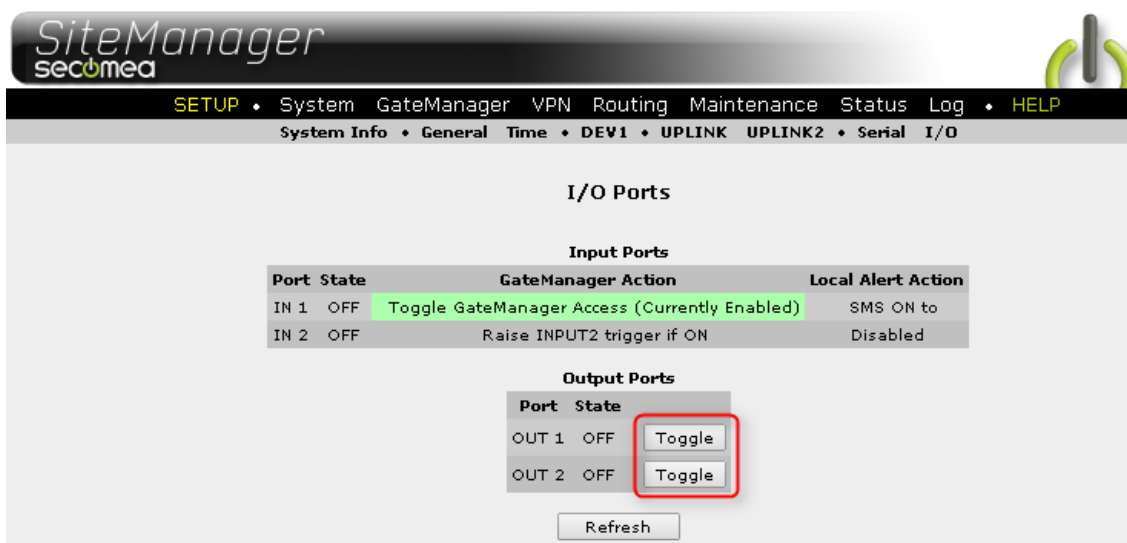 SiteManager
secomea
SETUP • System GateManager VPN Routing Maintenance Status Log • HELP
System Info • General Time • DEV1 • UPLINK UPLINK2 • Serial I/O
I/O Ports
Input Ports
Port State GateManager Action Local Alert Action
IN 1 OFF Toggle GateManager Access (Currently Enabled) SMS ON to
IN 2 OFF Raise INPUT2 trigger if ON Disabled
Output Ports
Port State
OUT 1 OFF Toggle
OUT 2 OFF Toggle
Refresh